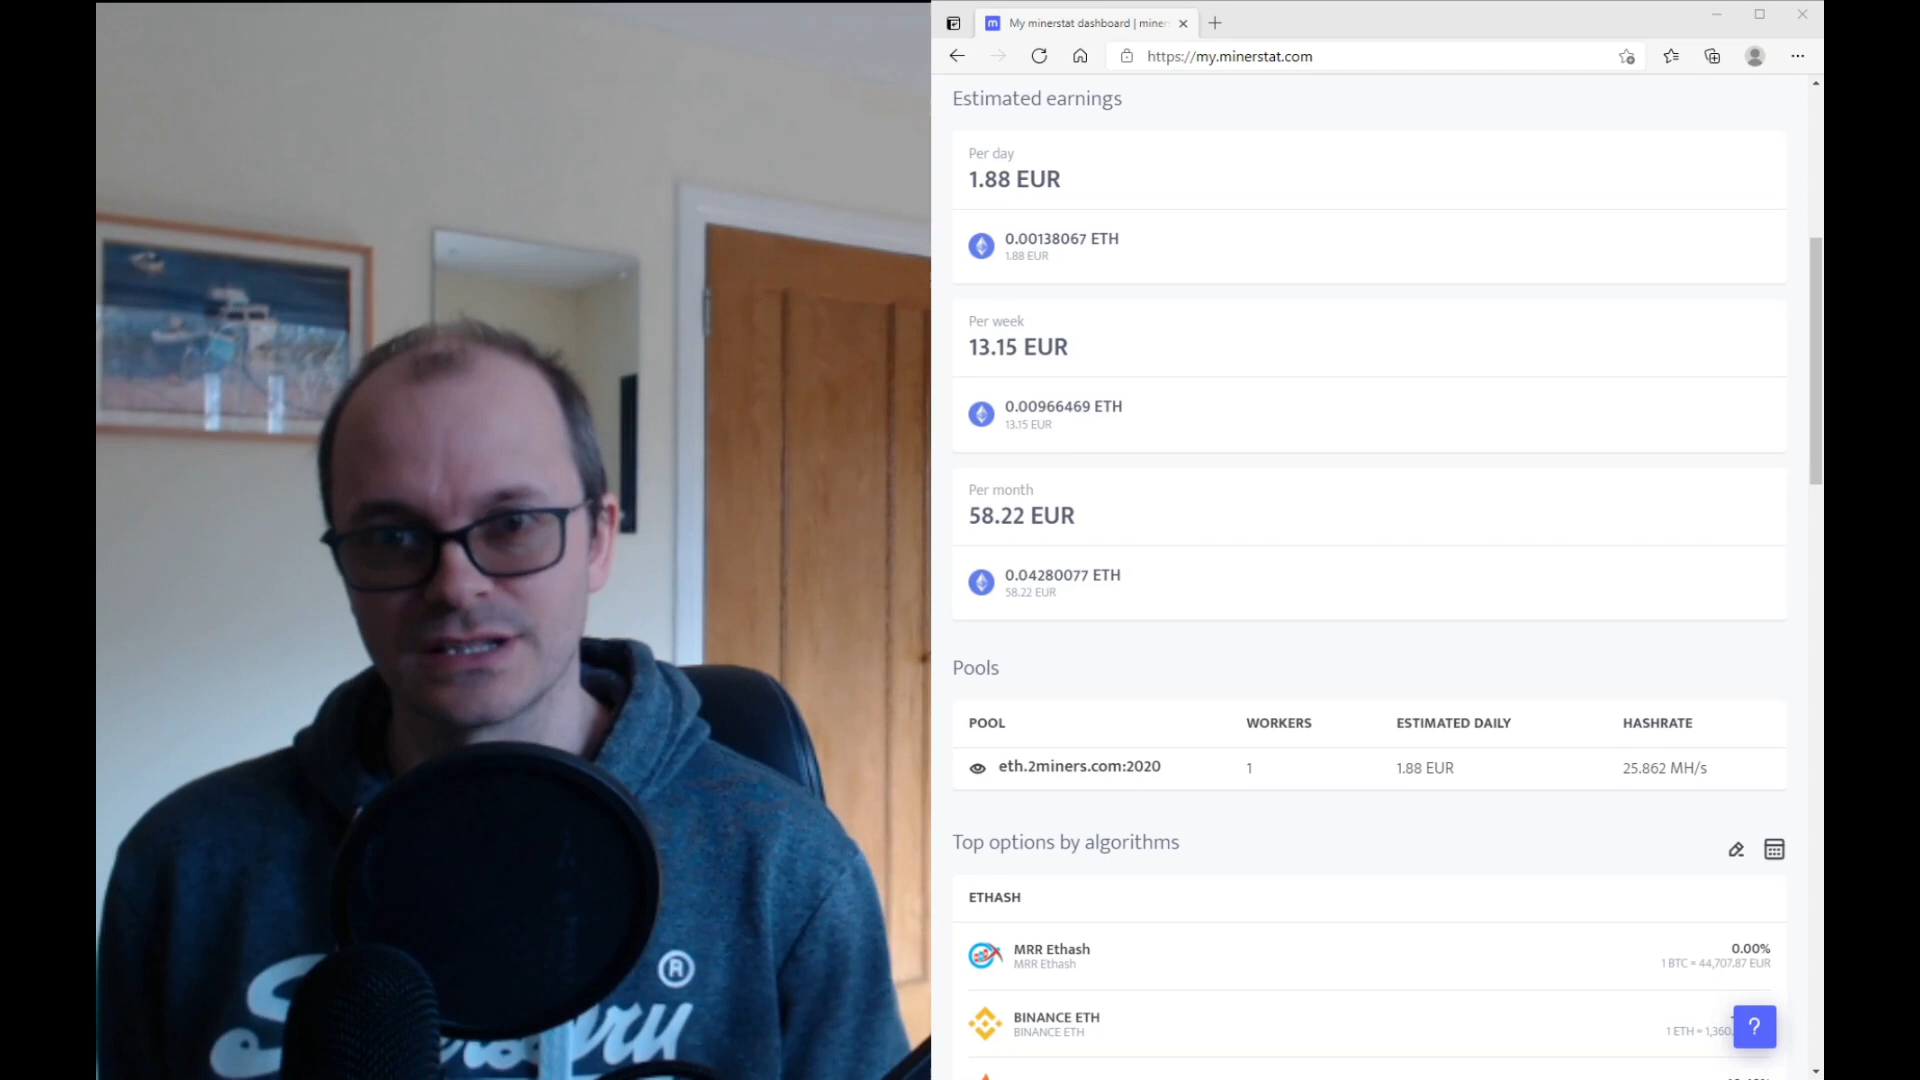 My minerstat dashboard | miner
https://my.minerstat.com
Estimated earnings
Per day
1.88 EUR
0.00138067 ETH
1.88 EUR
Per week
13.15 EUR
0.00966469 ETH
13.15 EUR
Per month
58.22 EUR
0.04280077 ETH
58.22 EUR
Pools
POOL WORKERS ESTIMATED DAILY HASHRATE
eth.2miners.com:2020 1 1.88 EUR 25.862 MH/s
Top options by algorithms
ETHASH
MRR Ethash 0.00%
MRR Ethash 1 BTC = 44,707.87 EUR
BINANCE ETH
BINANCE ETH 1 ETH = 1,360.
?
®